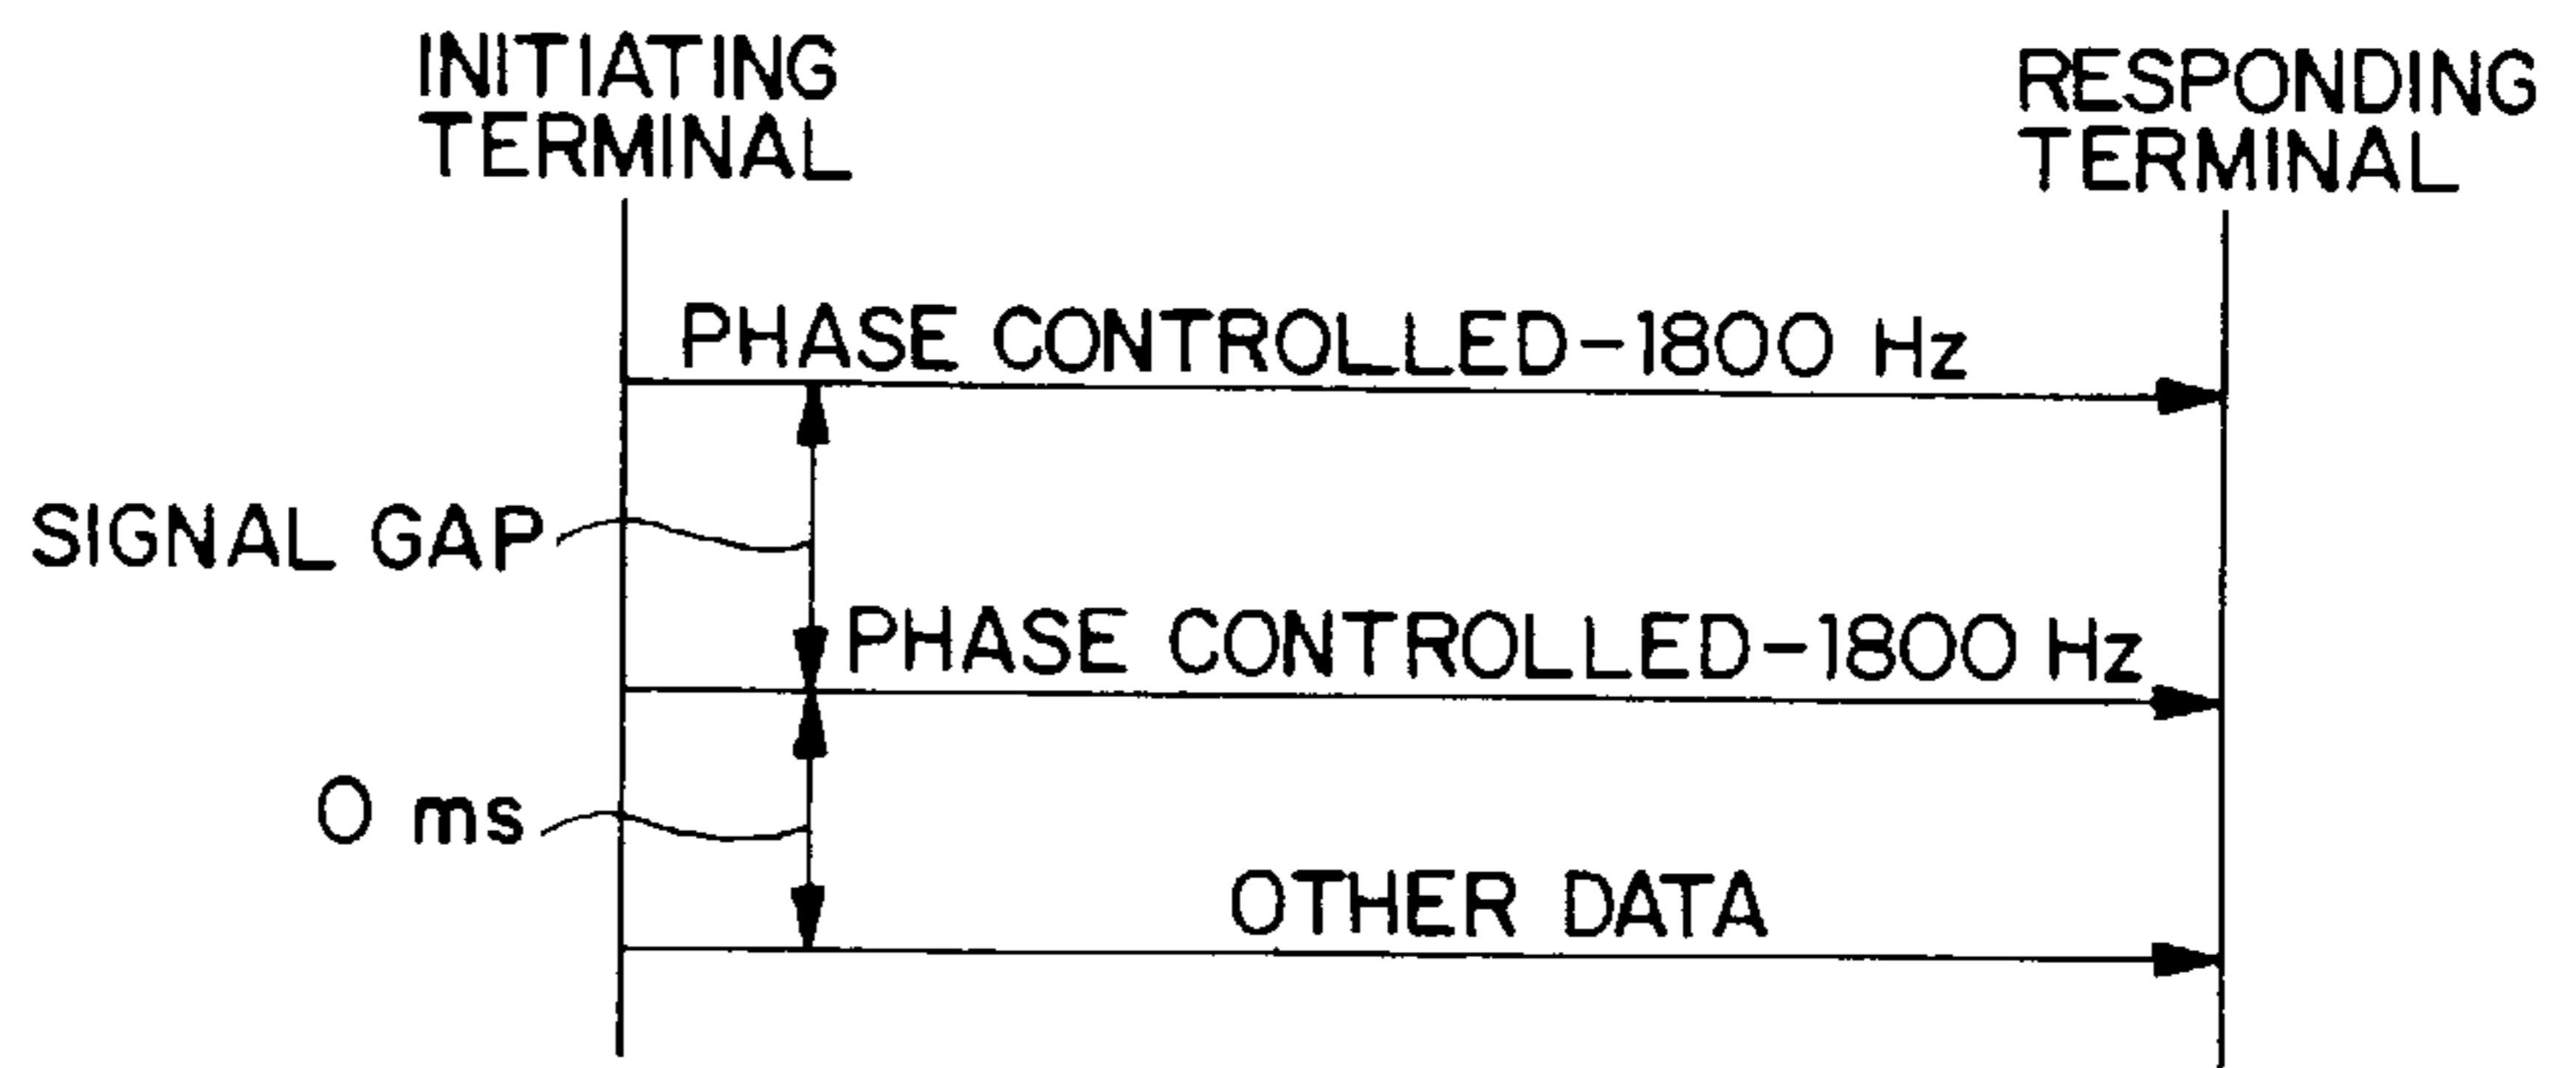 INITIATING
TERMINAL
RESPONDING
TERMINAL
PHASE CONTROLLED-1800 Hz
SIGNAL GAP
PHASE CONTROLLED-1800 Hz
0 ms
OTHER DATA